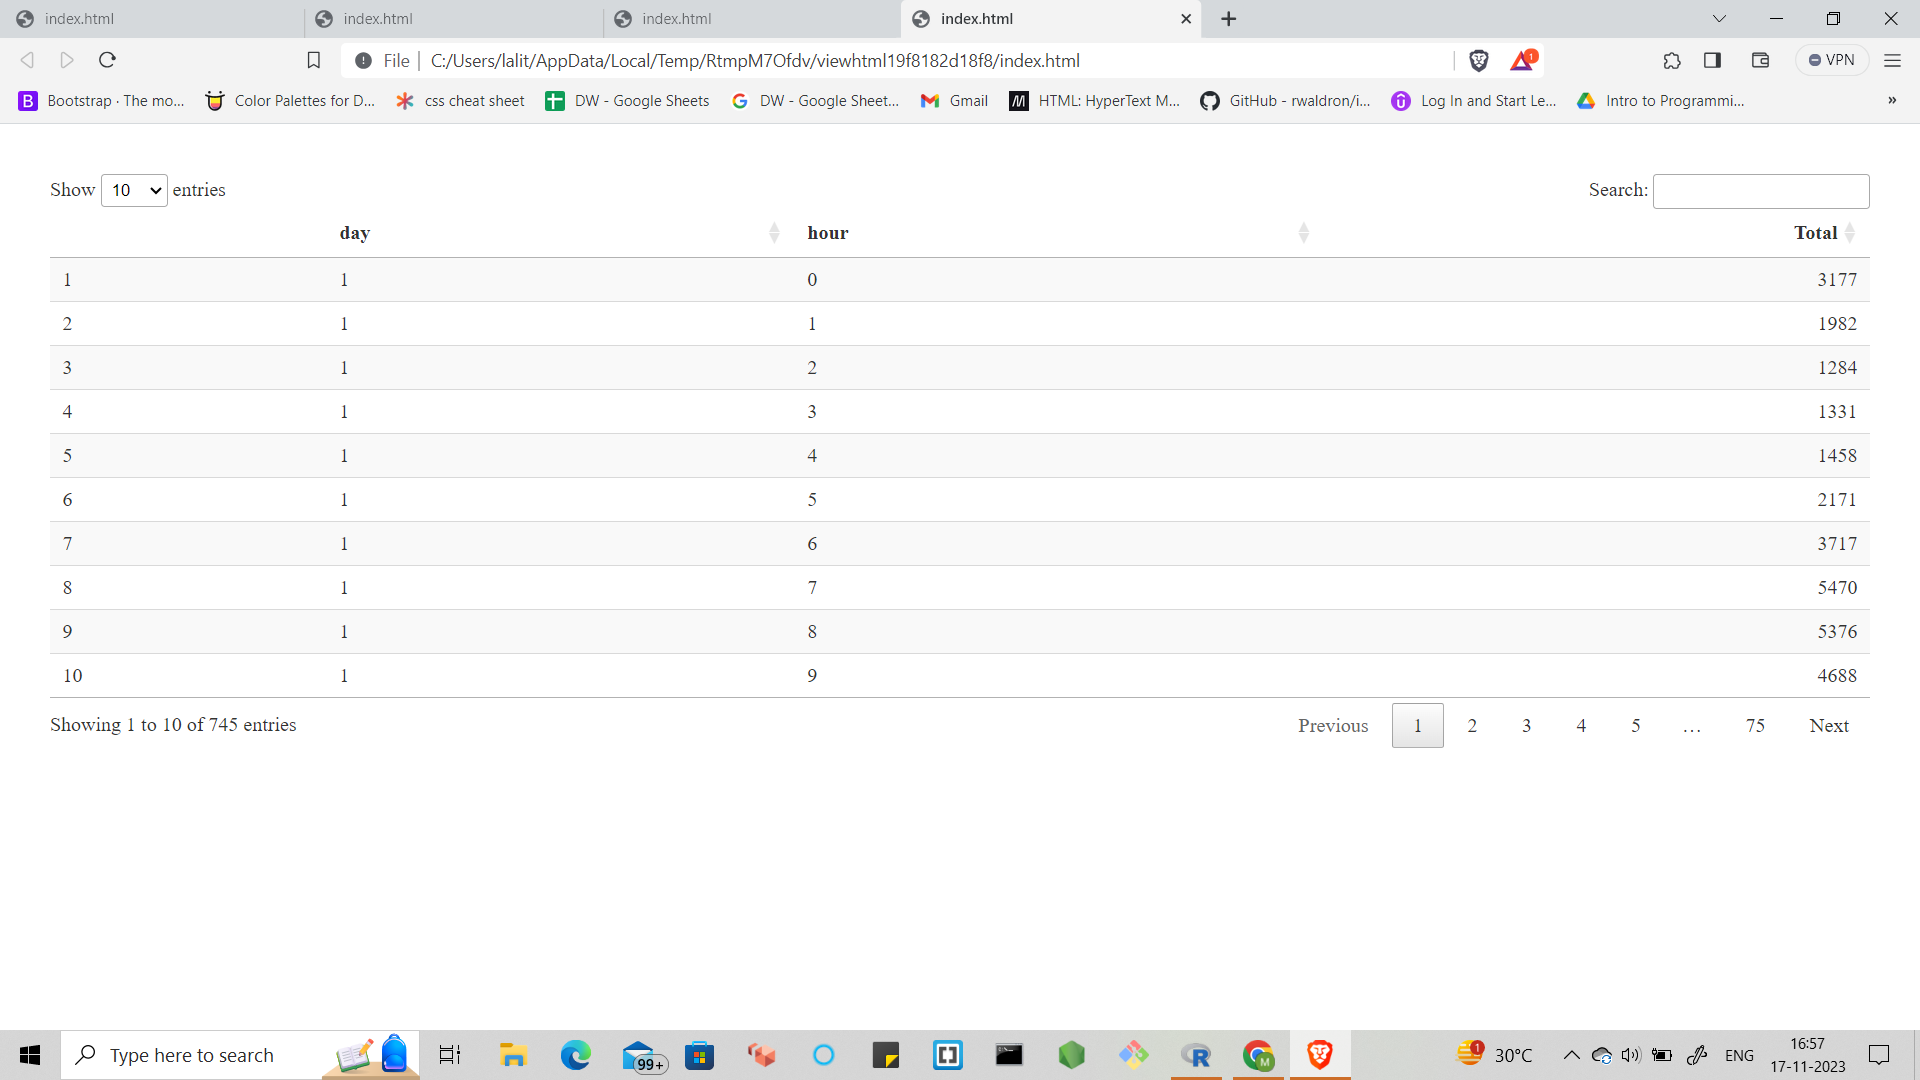 index.html index.html index.html index.html
File C:/Users/lalit/AppData/Local/Temp/RtmpM7Ofdv/viewhtml19f8182d18f8/index.html 1 VPN
B Bootstrap · The mo... Color Palettes for D... css cheat sheet DW - Google Sheets DW - Google Sheet... Gmail HTML: HyperText M... GitHub - rwaldron/i... Log In and Start Le... Intro to Programmi... »
Show 10 entries Search:
day hour Total
1 1 0 3177
2 1 1 1982
3 1 2 1284
4 1 3 1331
5 1 4 1458
6 1 5 2171
7 1 6 3717
8 1 7 5470
9 1 8 5376
10 1 9 4688
Showing 1 to 10 of 745 entries Previous 1 2 3 4 5 … 75 Next
Type here to search 99+ R M 1 30°C ENG 16:57
17-11-2023